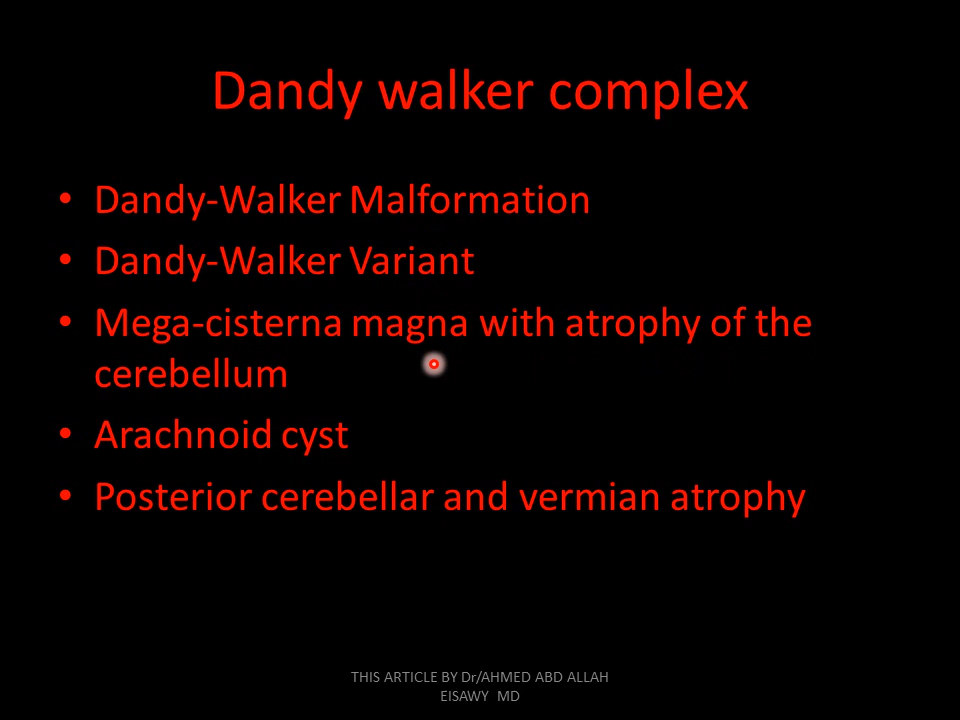 Dandy walker complex
• Dandy-Walker Malformation
• Dandy-Walker Variant
• Mega-cisterna magna with atrophy of the
cerebellum
• Arachnoid cyst
• Posterior cerebellar and vermian atrophy
THIS ARTICLE BY Dr/AHMED ABD ALLAH
EISAWY MD